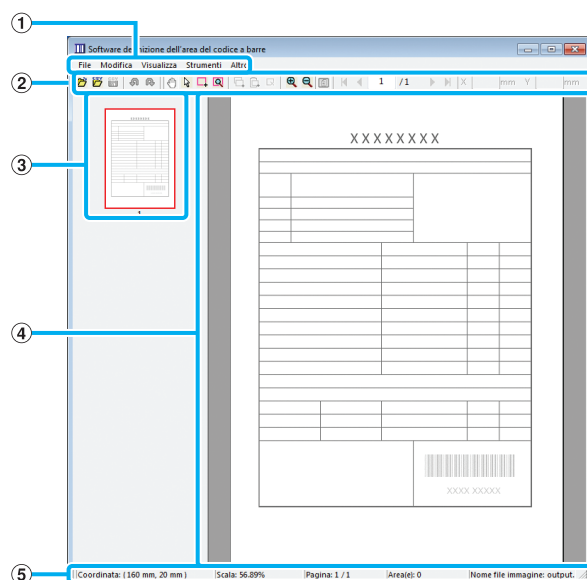 1
Software de nizione dell'area del codice a barre
File Modifica Visualizza Strumenti Altro
2
1 /1 X mm Y mm
3
1
XXXXXXXX
4
XXXX XXXXX
5
Coordinata: ( 160 mm, 20 mm ) Scala: 56.89% Pagina: 1 / 1 Area(e): 0 Nome file immagine: output.